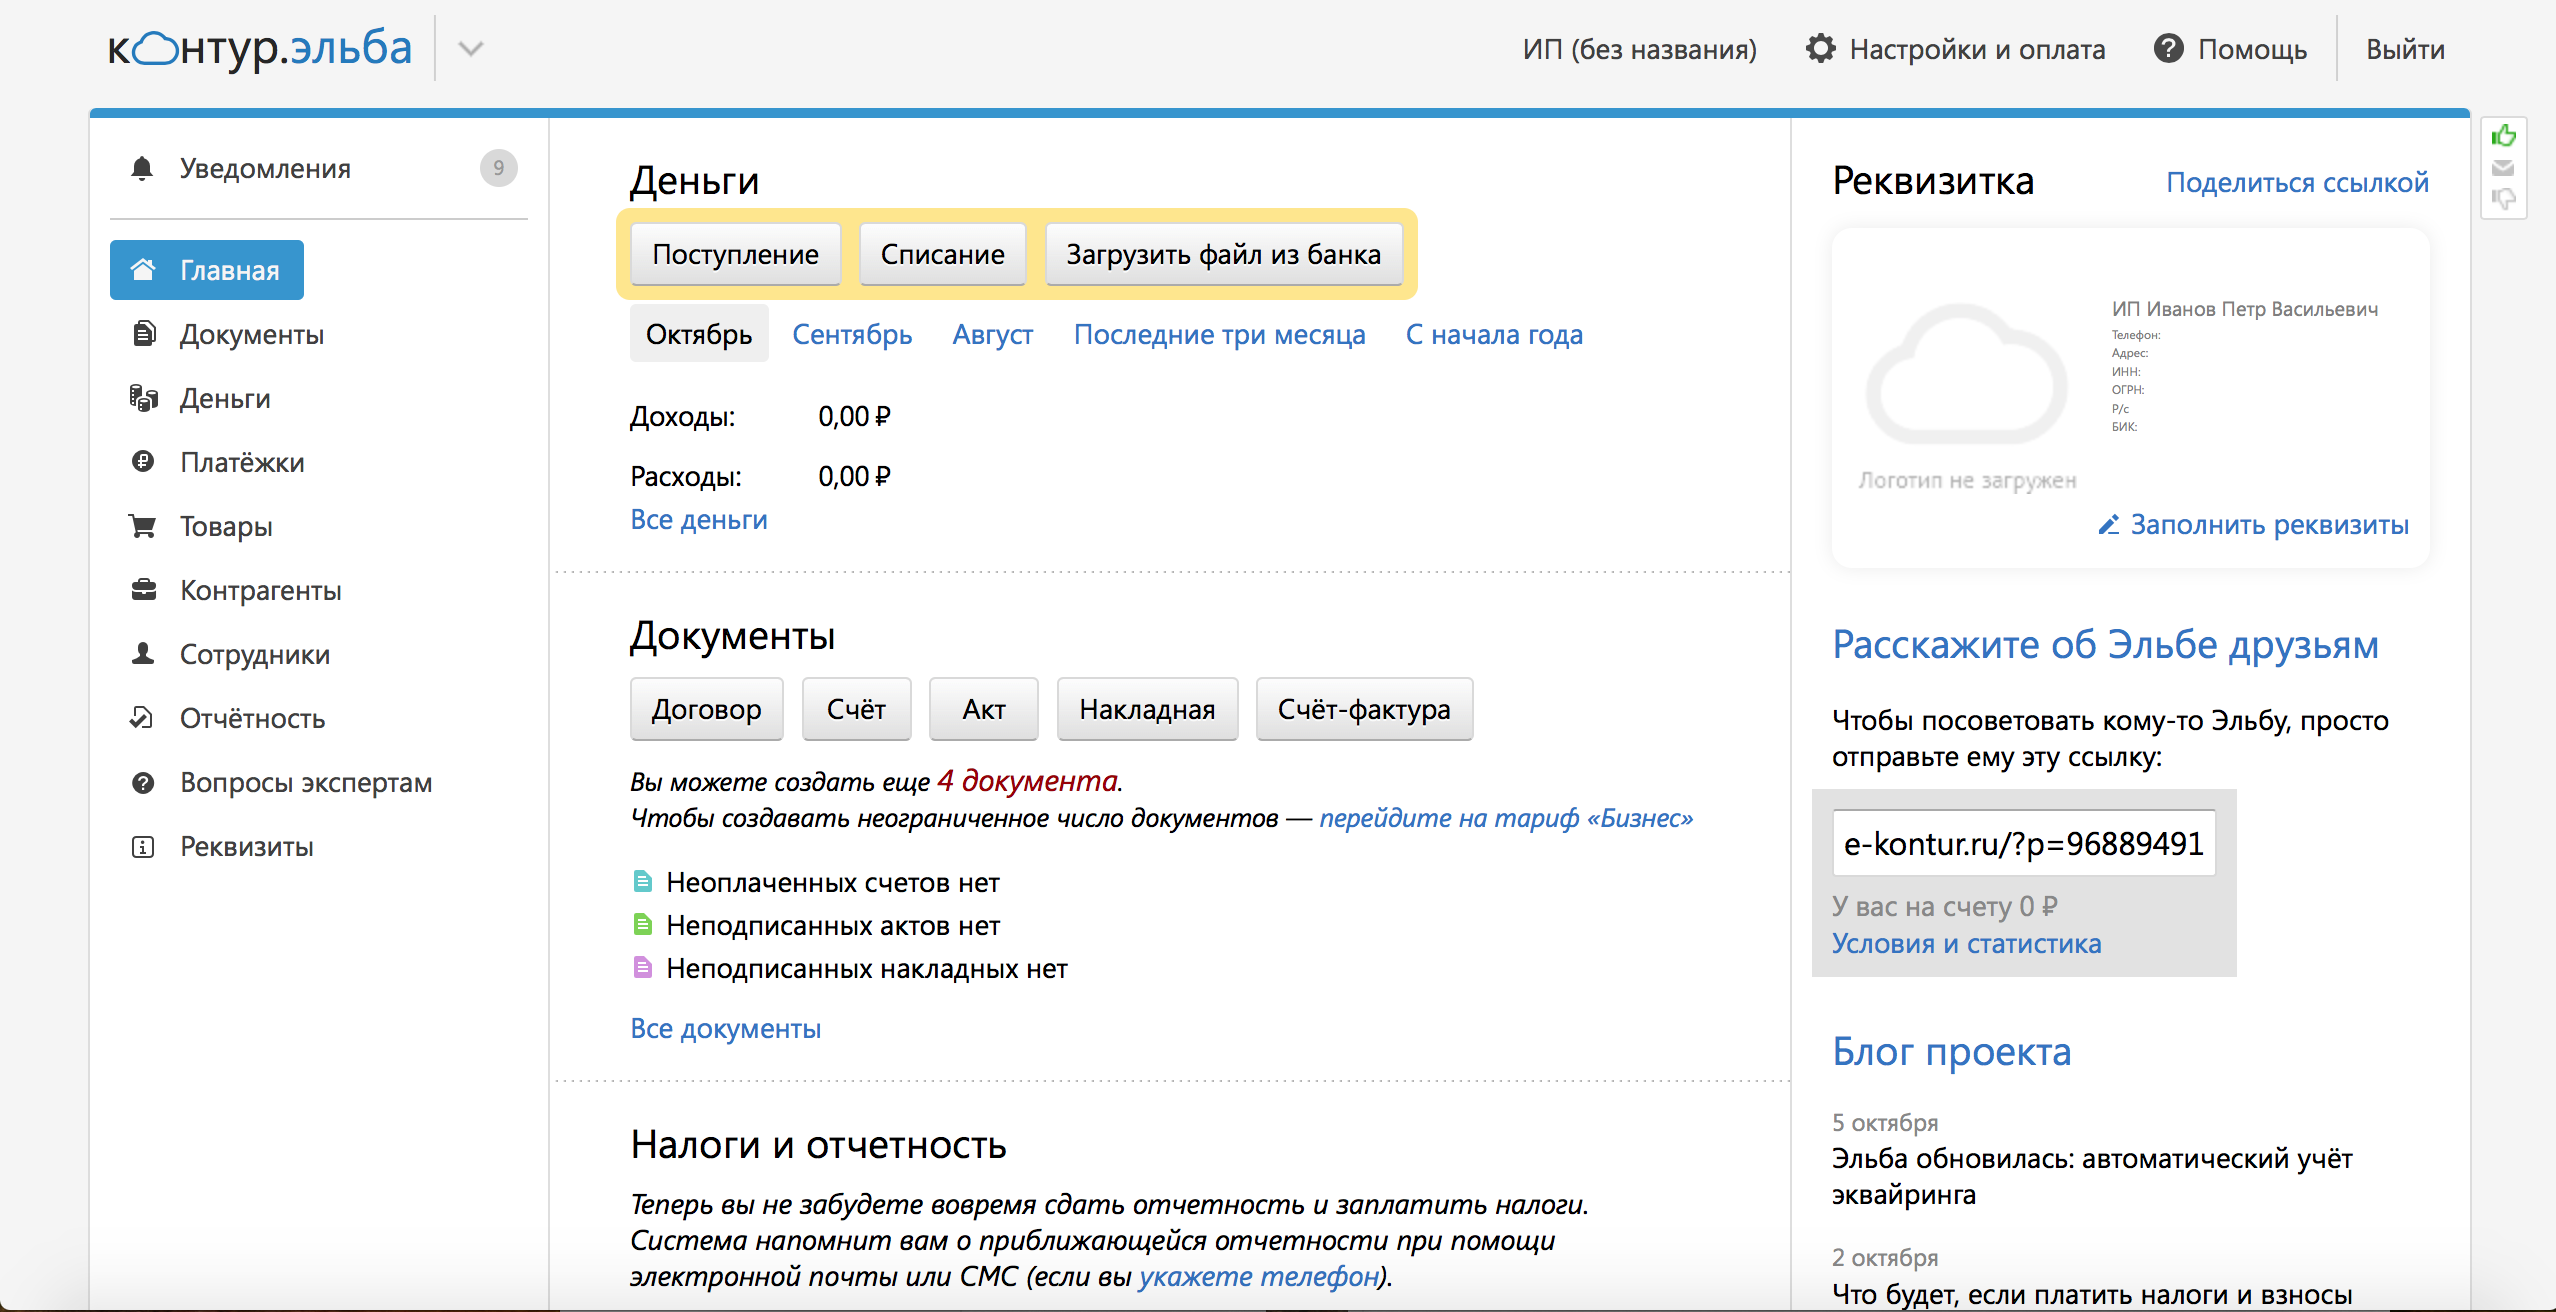 контур.эльба
ИП (без названия)
Настройки и оплата
Помощь
Выйти
Уведомления 9
Главная
Документы
Деньги
Платёжки
Товары
Контрагенты
Сотрудники
Отчётность
Вопросы экспертам
Реквизиты
Деньги
Поступление Списание Загрузить файл из банка
Октябрь Сентябрь Август Последние три месяца С начала года
Доходы: 0,00 ₽
Расходы: 0,00 ₽
Все деньги
Документы
Договор Счёт Акт Накладная Счёт-фактура
Вы можете создать еще 4 документа.
Чтобы создавать неограниченное число документов — перейдите на тариф «Бизнес»
Неоплаченных счетов нет
Неподписанных актов нет
Неподписанных накладных нет
Все документы
Налоги и отчетность
Теперь вы не забудете вовремя сдать отчетность и заплатить налоги.
Система напомнит вам о приближающейся отчетности при помощи
электронной почты или СМС (если вы укажете телефон).
Реквизитка Поделиться ссылкой
ИП Иванов Петр Васильевич
Телефон:
Адрес:
ИНН:
ОГРН:
Р/с
БИК:
Логотип не загружен
Заполнить реквизиты
Расскажите об Эльбе друзьям
Чтобы посоветовать кому-то Эльбу, просто
отправьте ему эту ссылку:
e-kontur.ru/?p=96889491
У вас на счету 0 ₽
Условия и статистика
Блог проекта
5 октября
Эльба обновилась: автоматический учёт
эквайринга
2 октября
Что будет, если платить налоги и взносы